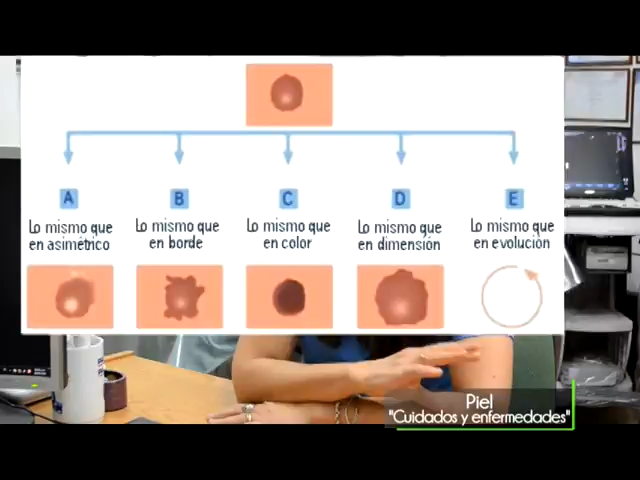 A
B
C
D
E
Lo mismo que
en asimétrico
Lo mismo que
en borde
Lo mismo que
en color
Lo mismo que
en dimensión
Lo mismo que
en evolución
Piel
"Cuidados y enfermedades"